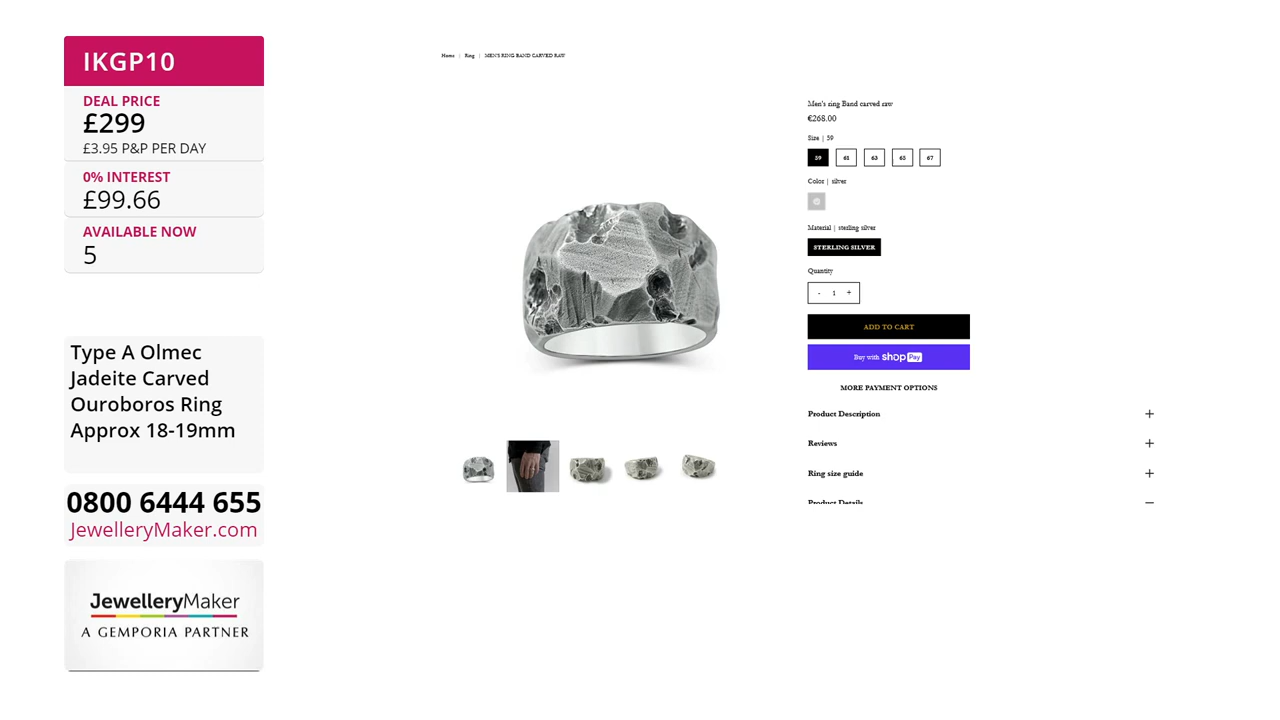 IKGP10
DEAL PRICE
£299
£3.95 P&P PER DAY
0% INTEREST
£99.66
AVAILABLE NOW
5
Type A Olmec
Jadeite Carved
Ouroboros Ring
Approx 18-19mm
0800 6444 655
JewelleryMaker.com
JewelleryMaker
A GEMPORIA PARTNER
Home | Ring | MEN'S RING BAND CARVED RAW
Men's ring Band carved raw
€268.00
Size | 59
59 61 63 65 67
Color | silver
Material | sterling silver
STERLING SILVER
Quantity
- 1 +
ADD TO CART
Buy with shop Pay
MORE PAYMENT OPTIONS
Product Description +
Reviews +
Ring size guide +
Product Details −